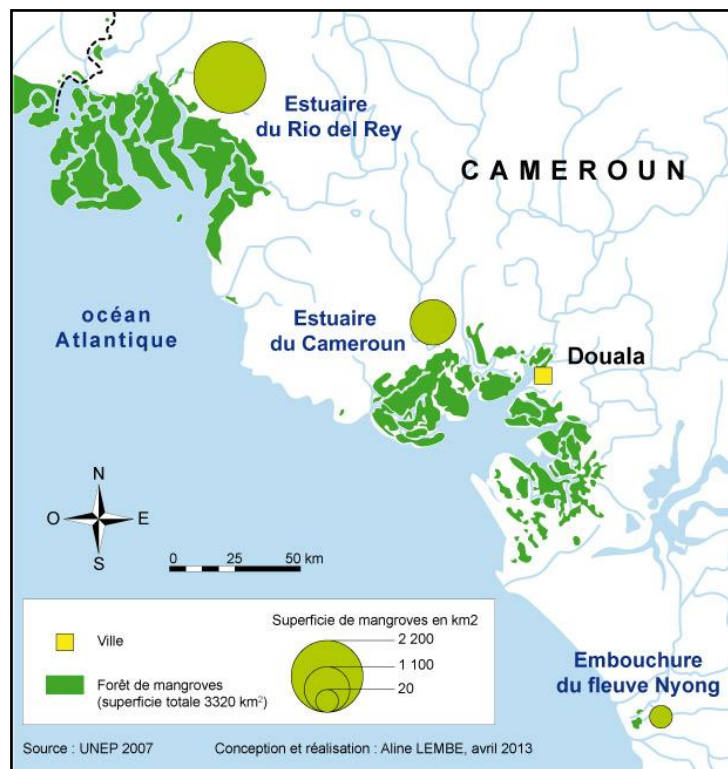 Estuaire
du Rio del Rey
CAMEROUN
océan
Atlantique
Estuaire
du Cameroun
Douala
N
O
E
S
0 25 50 km
Superficie de mangroves en km2
2 200
1 100
20
Ville
Forêt de mangroves
(superficie totale 3320 km²)
Embouchure
du fleuve Nyong
Source : UNEP 2007
Conception et réalisation : Aline LEMBE, avril 2013